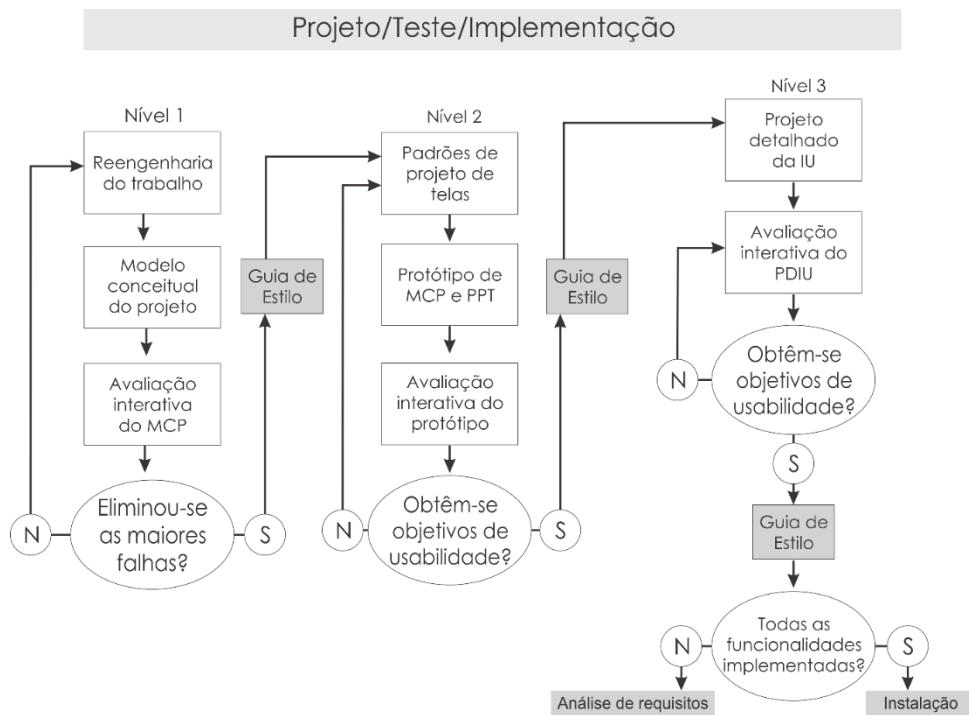 Projeto/Teste/Implementação
Nível 1
Reengenharia
do trabalho
Modelo
conceitual
do projeto
Avaliação
interativa
do MCP
Eliminou-se
as maiores
falhas?
N
S
Guia de
Estilo
Nível 2
Padrões de
projeto de
telas
Protótipo de
MCP e PPT
Avaliação
interativa do
protótipo
Obtêm-se
objetivos de
usabilidade?
N
S
Guia de
Estilo
Nível 3
Projeto
detalhado
da IU
Avaliação
interativa do
PDIU
Obtêm-se
objetivos de
usabilidade?
N
S
Guia de
Estilo
Todas as
funcionalidades
implementadas?
N
S
Análise de requisitos
Instalação